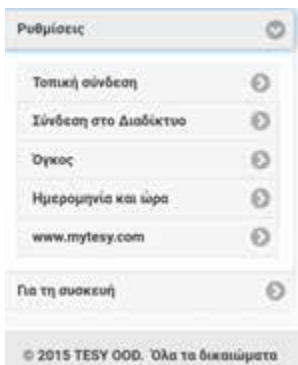 Ρυθμίσεις
Τοπική σύνδεση
Σύνδεση στο Διαδίκτυο
Όγκος
Ημερομηνία και ώρα
www.mytesy.com
Για τη συσκευή
© 2015 TESY OOD. Όλα τα δικαιώματα